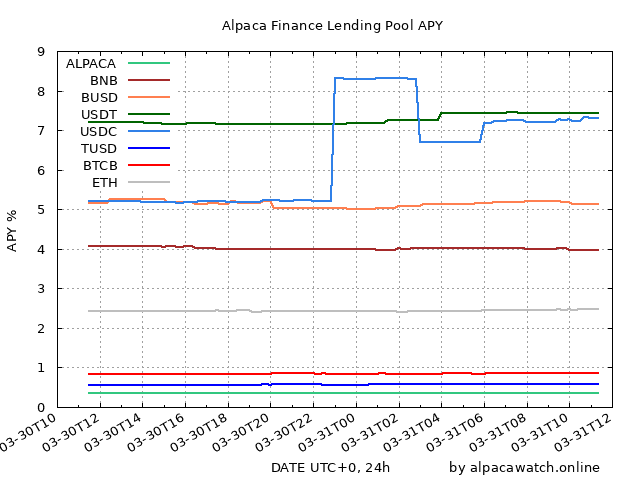 Alpaca Finance Lending Pool APY
9
8
7
6
5
4
3
2
1
0
APY %
ALPACA
BNB
BUSD
USDT
USDC
TUSD
BTCB
ETH
03-30T10
03-30T12
03-30T14
03-30T16
03-30T18
03-30T20
03-30T22
03-31T00
03-31T02
03-31T04
03-31T06
03-31T08
03-31T10
03-31T12
DATE UTC+0, 24h
by alpacawatch.online